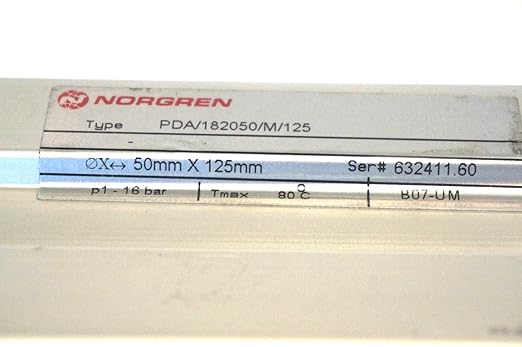 NORGREN
Type PDA/182050/M/125
ØX↔ 50mm X 125mm Ser# 632411.60
p1 - 16 bar Tmax 80°C B07-UM